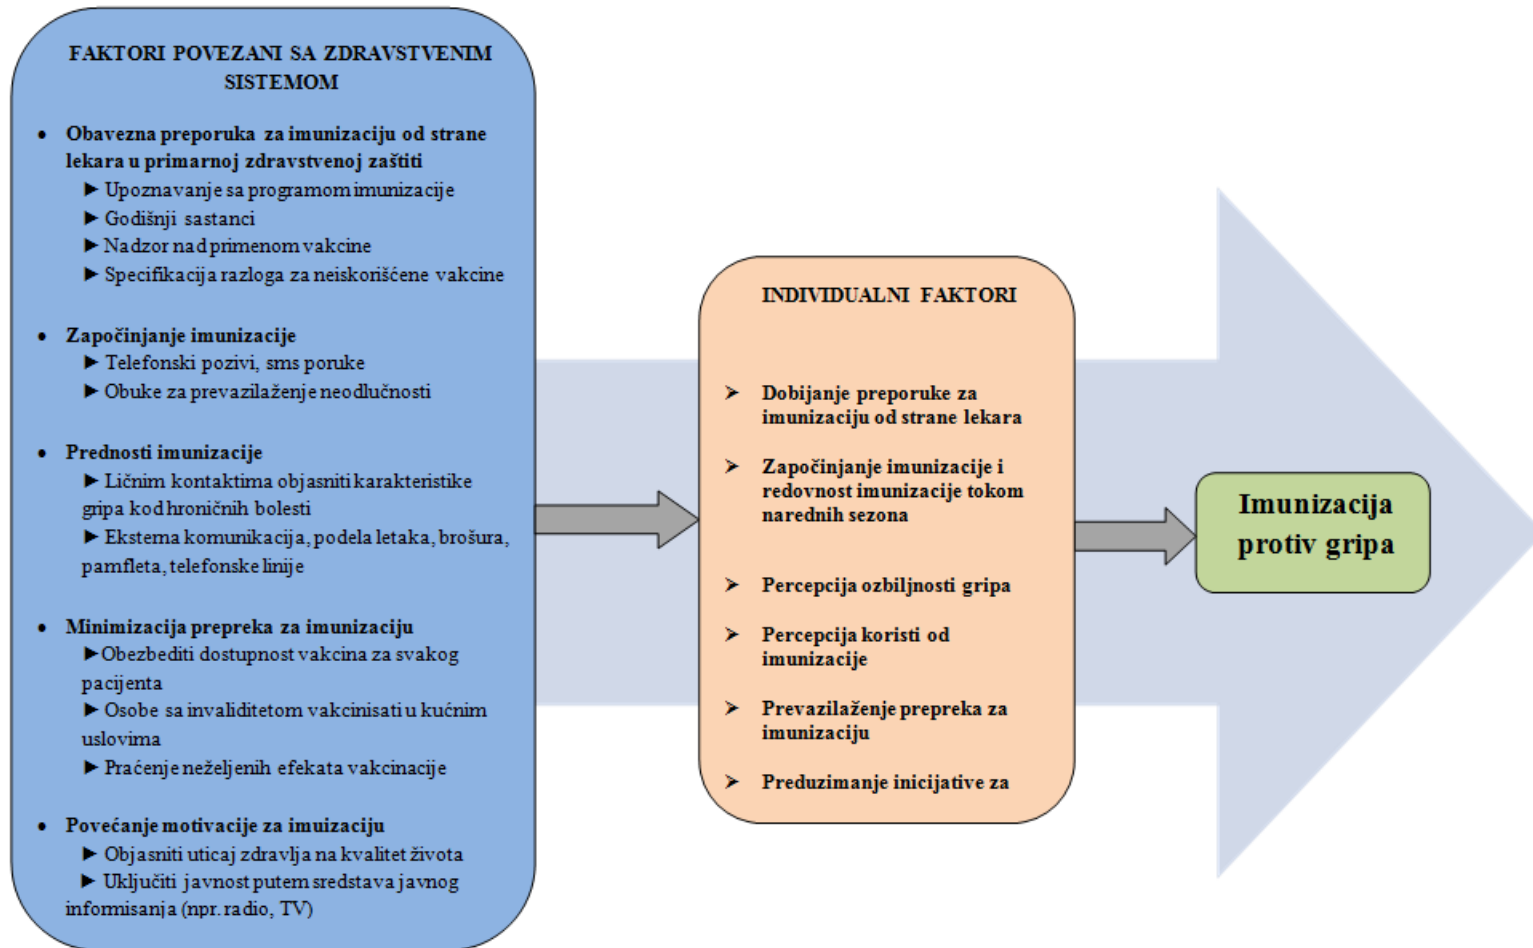 FAKTORI POVEZANI SA ZDRAVSTVENIM
SISTEMOM
• Obavezna preporuka za imunizaciju od strane
lekara u primarnoj zdravstvenoj zaštiti
► Upoznavanje sa programom imunizacije
► Godišnji sastanci
► Nadzor nad primenom vakcine
► Specifikacija razloga za neiskorišćene vakcine
• Započinjanje imunizacije
► Telefonski pozivi, sms poruke
► Obuke za prevazilaženje neodlučnosti
• Prednosti imunizacije
► Ličnim kontaktima objasniti karakteristike
gripa kod hroničnih bolesti
► Eksterna komunikacija, podela letaka, brošura,
pamfleta, telefonske linije
• Minimizacija prepreka za imunizaciju
►Obezbediti dostupnost vakcina za svakog
pacijenta
► Osobe sa invaliditetom vakcinisati u kućnim
uslovima
► Praćenje neželjenih efekata vakcinacije
• Povećanje motivacije za imuizaciju
► Objasniti uticaj zdravlja na kvalitet života
► Uključiti javnost putem sredstava javnog
informisanja (npr. radio, TV)
INDIVIDUALNI FAKTORI
➢ Dobijanje preporuke za
imunizaciju od strane lekara
➢ Započinjanje imunizacije i
redovnost imunizacije tokom
narednih sezona
➢ Percepcija ozbiljnosti gripa
➢ Percepcija koristi od
imunizacije
➢ Prevazilaženje prepreka za
imunizaciju
➢ Preduzimanje inicijative za
Imunizacija
protiv gripa